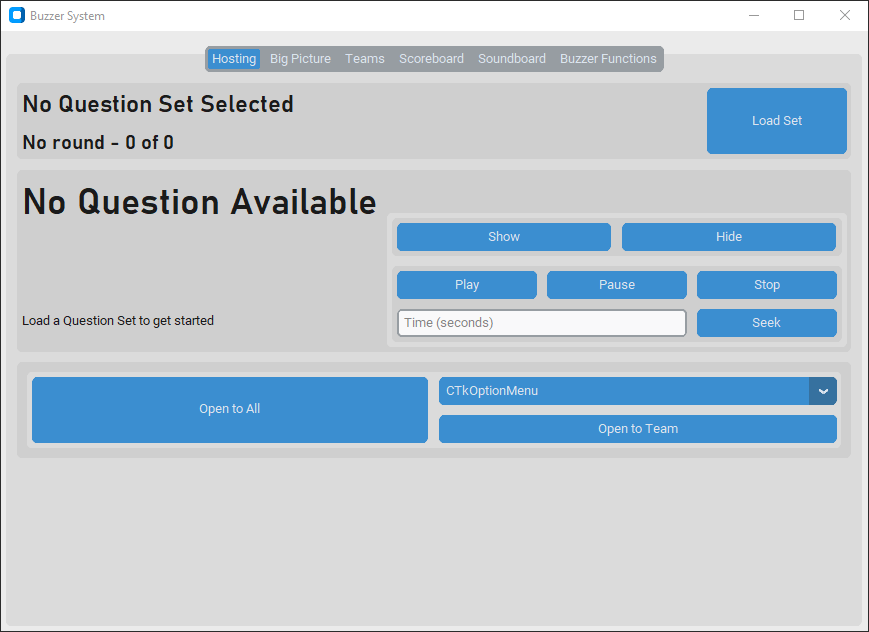 Buzzer System
Hosting Big Picture Teams Scoreboard Soundboard Buzzer Functions
No Question Set Selected
No round - 0 of 0
Load Set
No Question Available
Show Hide
Play Pause Stop
Load a Question Set to get started
Time (seconds) Seek
Open to All
CTkOptionMenu
Open to Team